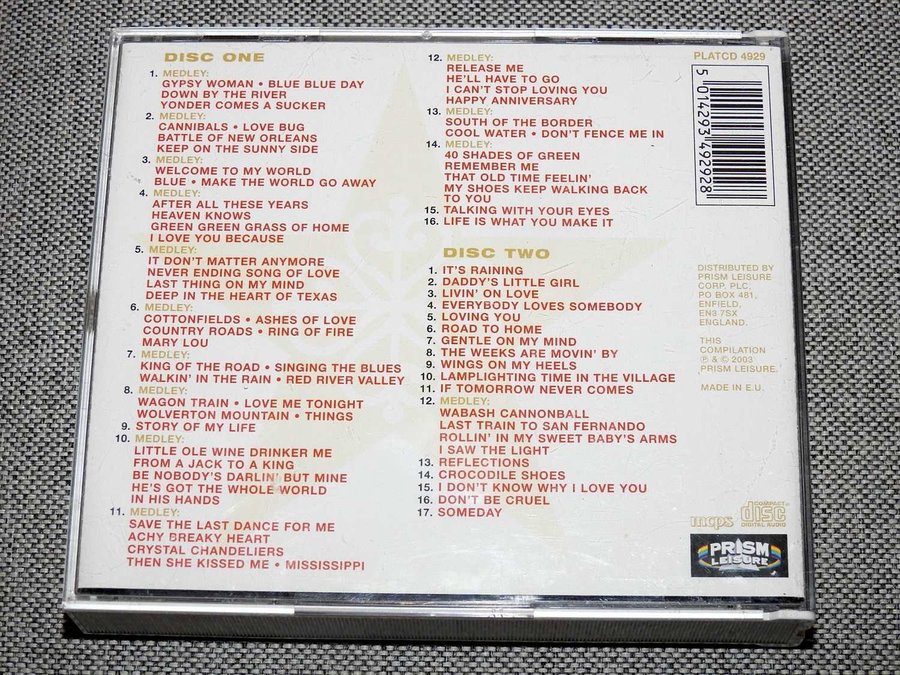 DISC ONE
1. MEDLEY:
GYPSY WOMAN • BLUE BLUE DAY
DOWN BY THE RIVER
YONDER COMES A SUCKER
2. MEDLEY:
CANNIBALS • LOVE BUG
BATTLE OF NEW ORLEANS
KEEP ON THE SUNNY SIDE
3. MEDLEY:
WELCOME TO MY WORLD
BLUE • MAKE THE WORLD GO AWAY
4. MEDLEY:
AFTER ALL THESE YEARS
HEAVEN KNOWS
GREEN GREEN GRASS OF HOME
I LOVE YOU BECAUSE
5. MEDLEY:
IT DON'T MATTER ANYMORE
NEVER ENDING SONG OF LOVE
LAST THING ON MY MIND
DEEP IN THE HEART OF TEXAS
6. MEDLEY:
COTTONFIELDS • ASHES OF LOVE
COUNTRY ROADS • RING OF FIRE
MARY LOU
7. MEDLEY:
KING OF THE ROAD • SINGING THE BLUES
WALKIN' IN THE RAIN • RED RIVER VALLEY
8. MEDLEY:
WAGON TRAIN • LOVE ME TONIGHT
WOLVERTON MOUNTAIN • THINGS
9. STORY OF MY LIFE
10. MEDLEY:
LITTLE OLE WINE DRINKER ME
FROM A JACK TO A KING
BE NOBODY'S DARLIN' BUT MINE
HE'S GOT THE WHOLE WORLD
IN HIS HANDS
11. MEDLEY:
SAVE THE LAST DANCE FOR ME
ACHY BREAKY HEART
CRYSTAL CHANDELIERS
THEN SHE KISSED ME • MISSISSIPPI
12. MEDLEY:
RELEASE ME
HE'LL HAVE TO GO
I CAN'T STOP LOVING YOU
HAPPY ANNIVERSARY
13. MEDLEY:
SOUTH OF THE BORDER
COOL WATER • DON'T FENCE ME IN
14. MEDLEY:
40 SHADES OF GREEN
REMEMBER ME
THAT OLD TIME FEELIN'
MY SHOES KEEP WALKING BACK
TO YOU
15. TALKING WITH YOUR EYES
16. LIFE IS WHAT YOU MAKE IT
DISC TWO
1. IT'S RAINING
2. DADDY'S LITTLE GIRL
3. LIVIN' ON LOVE
4. EVERYBODY LOVES SOMEBODY
5. LOVING YOU
6. ROAD TO HOME
7. GENTLE ON MY MIND
8. THE WEEKS ARE MOVIN' BY
9. WINGS ON MY HEELS
10. LAMPLIGHTING TIME IN THE VILLAGE
11. IF TOMORROW NEVER COMES
12. MEDLEY:
WABASH CANNONBALL
LAST TRAIN TO SAN FERNANDO
ROLLIN' IN MY SWEET BABY'S ARMS
I SAW THE LIGHT
13. REFLECTIONS
14. CROCODILE SHOES
15. I DON'T KNOW WHY I LOVE YOU
16. DON'T BE CRUEL
17. SOMEDAY
PLATCD 4929
5 014293 492928
DISTRIBUTED BY
PRISM LEISURE
CORP. PLC,
PO BOX 481,
ENFIELD,
EN3 7SX
ENGLAND.
THIS
COMPILATION
℗ & © 2003
PRISM LEISURE.
MADE IN E.U.
mcps
COMPACT
disc
DIGITAL AUDIO
PRISM
LEISURE